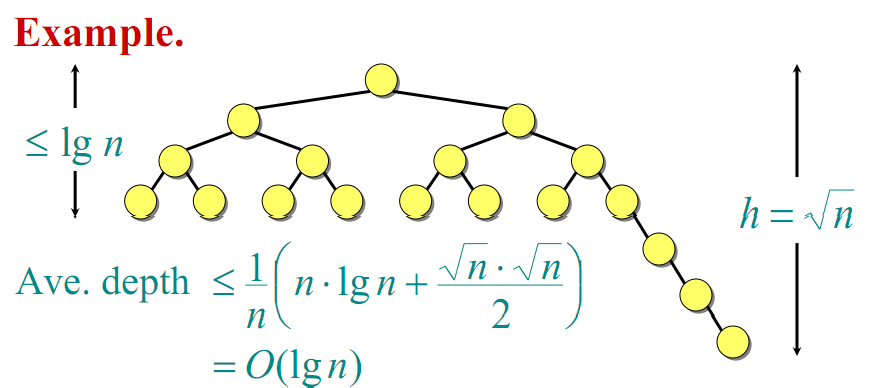 Example.
≤ lg n
h = √n
Ave. depth ≤ 1/n (n · lg n + (√n · √n)/2)
= O(lg n)